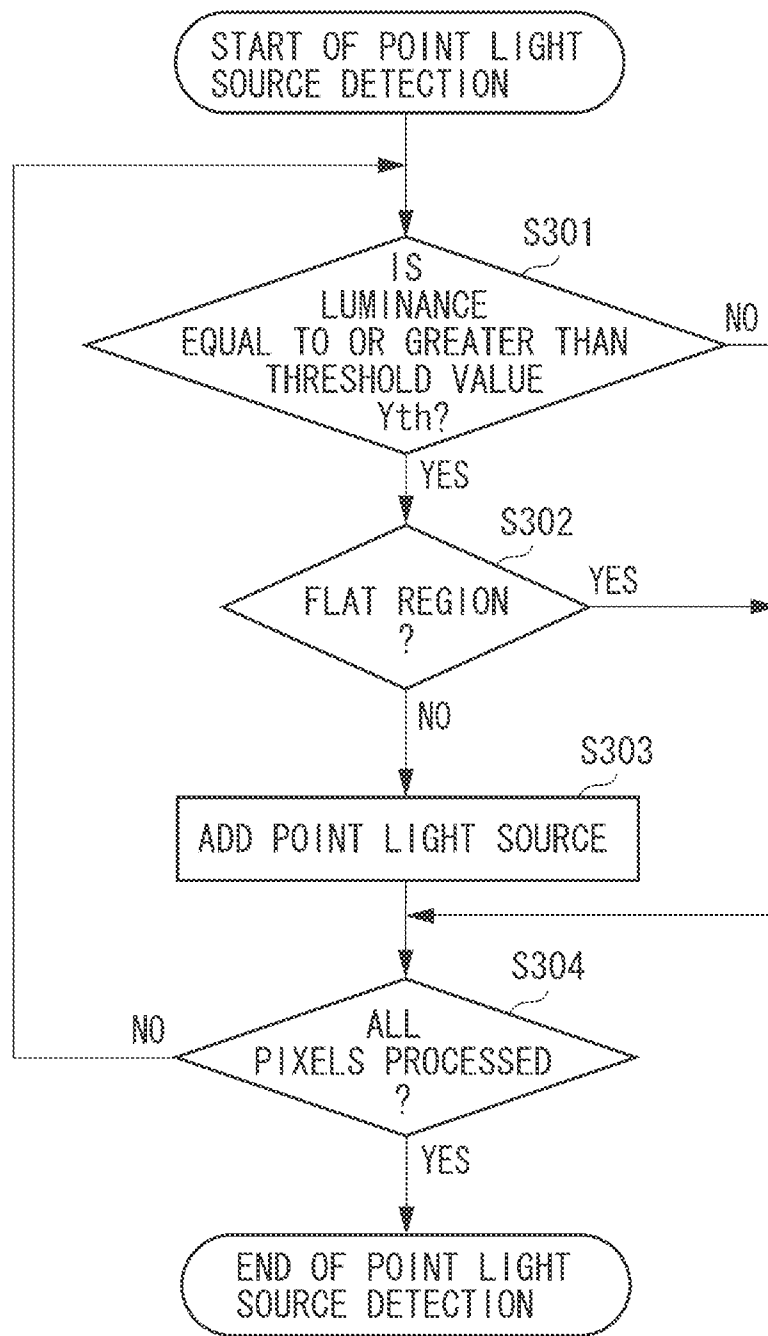 START OF POINT LIGHT
SOURCE DETECTION
S301
IS
LUMINANCE
EQUAL TO OR GREATER THAN
THRESHOLD VALUE
Yth?
NO
YES
S302
FLAT REGION
?
YES
NO
S303
ADD POINT LIGHT SOURCE
S304
ALL
PIXELS PROCESSED
?
NO
YES
END OF POINT LIGHT
SOURCE DETECTION